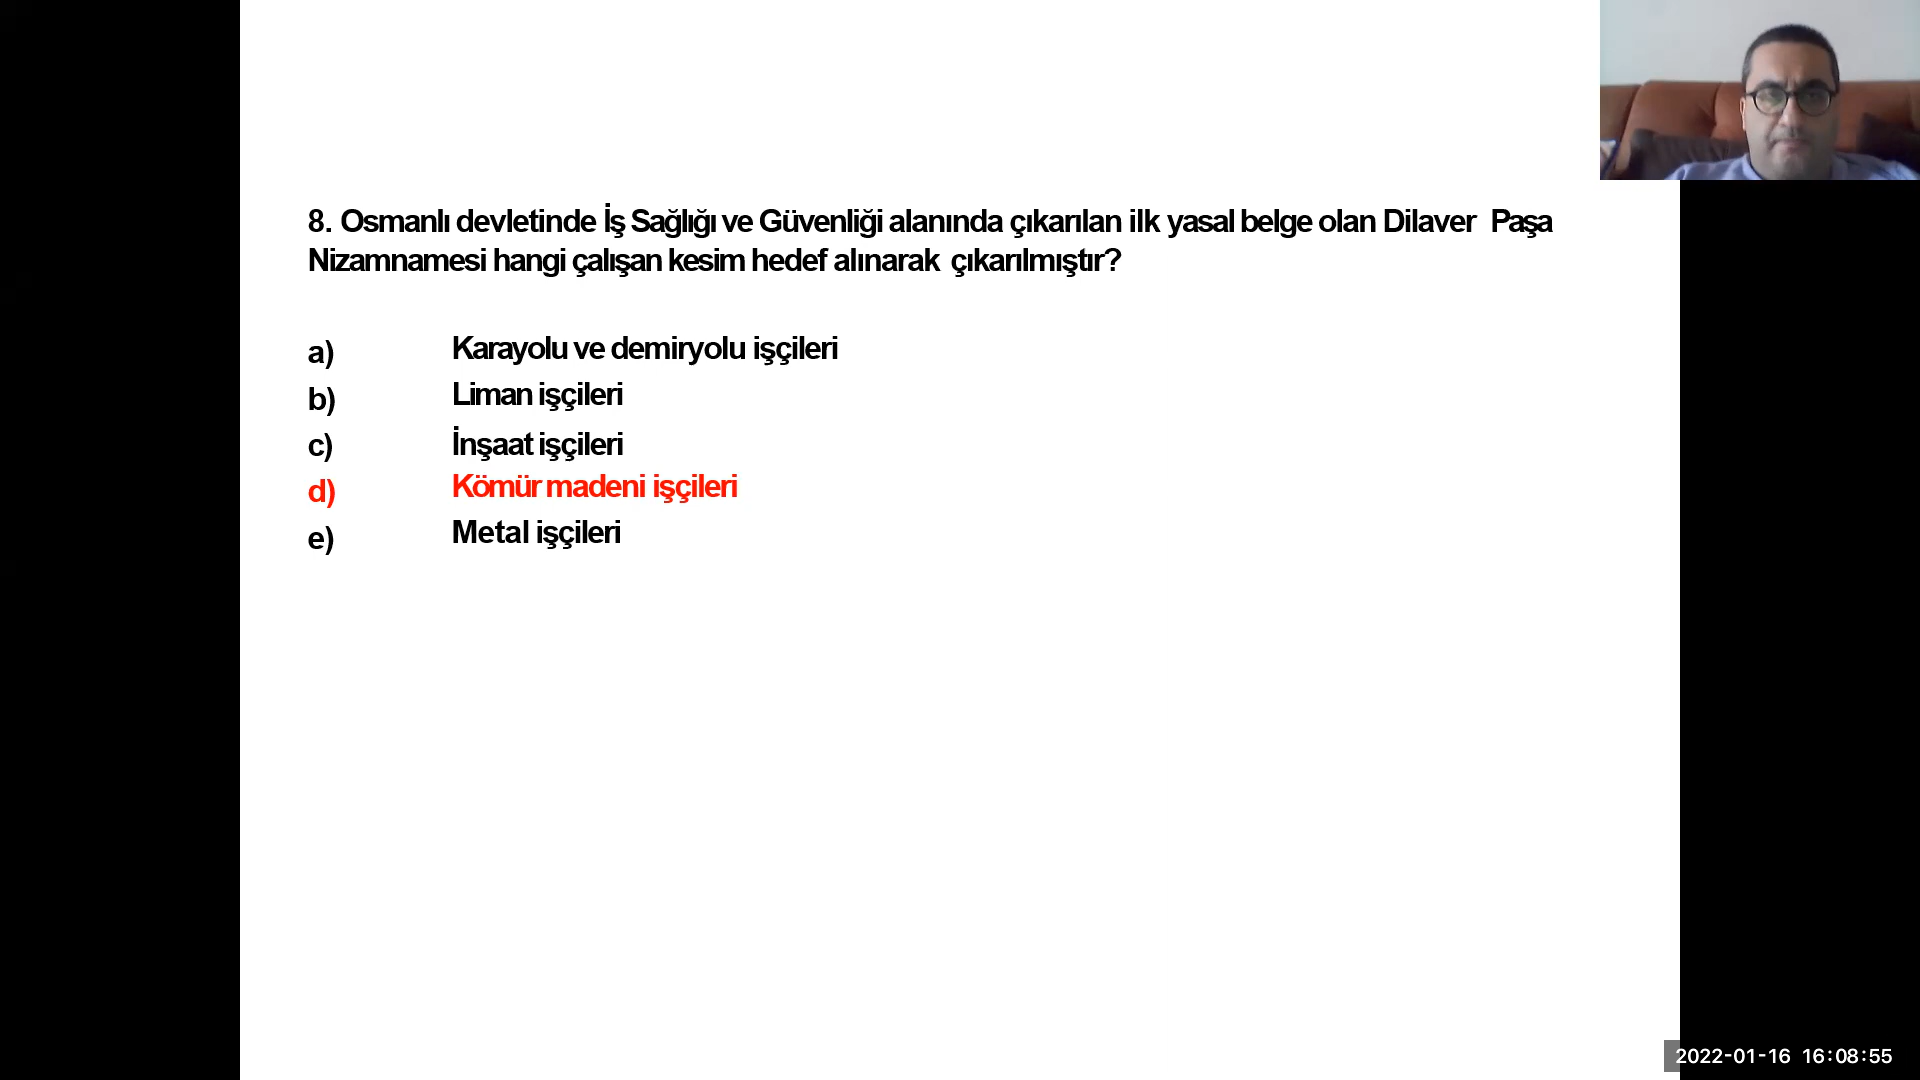 8. Osmanlı devletinde İş Sağlığı ve Güvenliği alanında çıkarılan ilk yasal belge olan Dilaver Paşa
Nizamnamesi hangi çalışan kesim hedef alınarak çıkarılmıştır?
a) Karayolu ve demiryolu işçileri
b) Liman işçileri
c) İnşaat işçileri
d) Kömür madeni işçileri
e) Metal işçileri
2022-01-16 16:08:55